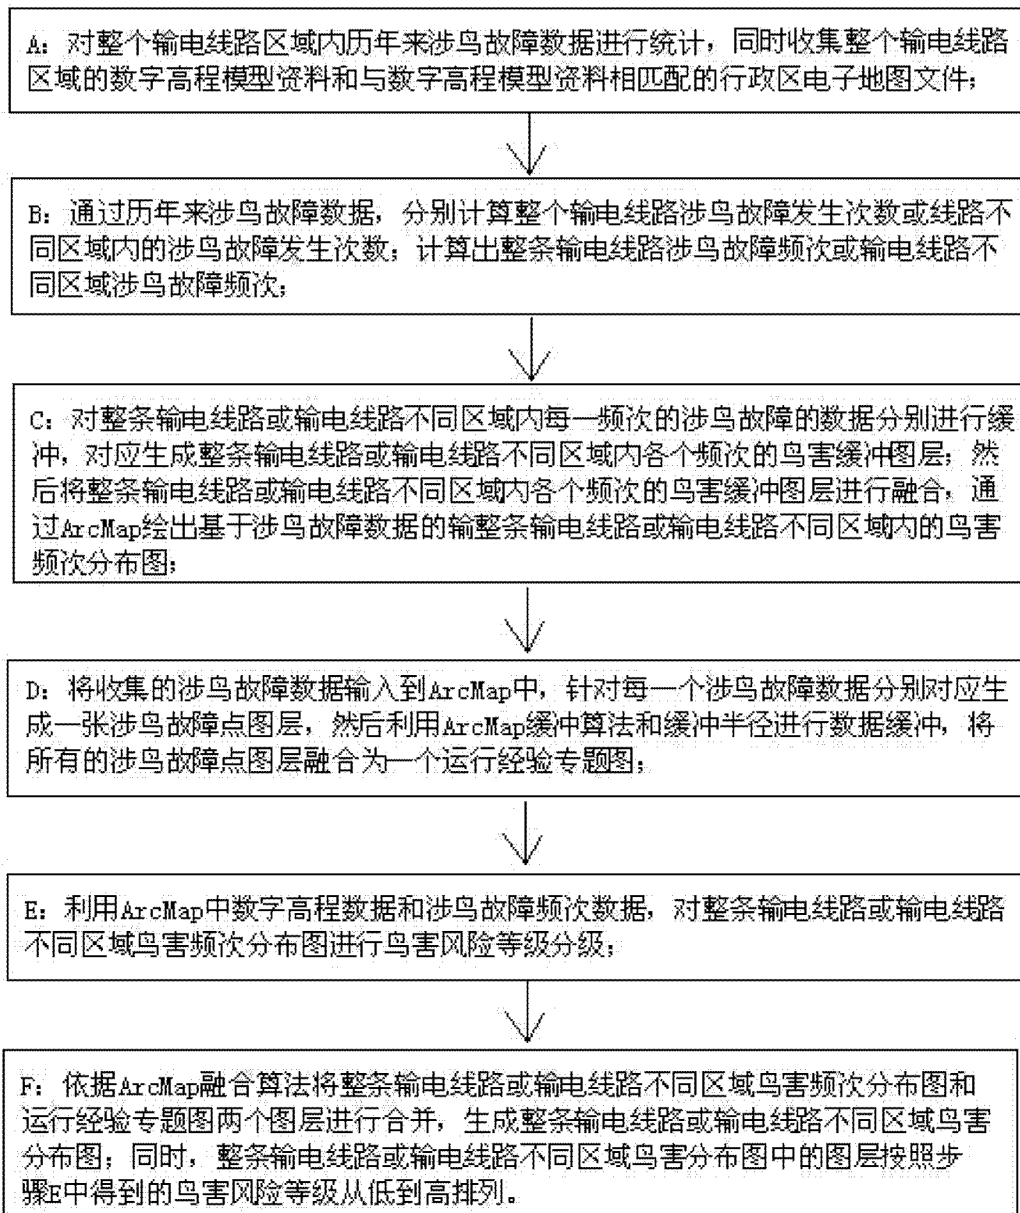 A：对整个输电线路区域内历年来涉鸟故障数据进行统计，同时收集整个输电线路
区域的数字高程模型资料和与数字高程模型资料相匹配的行政区电子地图文件；
B：通过历年来涉鸟故障数据，分别计算整个输电线路涉鸟故障发生次数或线路不
同区域内的涉鸟故障发生次数；计算出整条输电线路涉鸟故障频次或输电线路不
同区域涉鸟故障频次；
C：对整条输电线路或输电线路不同区域内每一频次的涉鸟故障的数据分别进行缓
冲，对应生成整条输电线路或输电线路不同区域内各个频次的鸟害缓冲图层；然
后将整条输电线路或输电线路不同区域内各个频次的鸟害缓冲图层进行融合，通
过ArcMap绘出基于涉鸟故障数据的输整条输电线路或输电线路不同区域内的鸟害
频次分布图；
D：将收集的涉鸟故障数据输入到ArcMap中，针对每一个涉鸟故障数据分别对应生
成一张涉鸟故障点图层，然后利用ArcMap缓冲算法和缓冲半径进行数据缓冲，将
所有的涉鸟故障点图层融合为一个运行经验专题图；
E：利用ArcMap中数字高程数据和涉鸟故障频次数据，对整条输电线路或输电线路
不同区域鸟害频次分布图进行鸟害风险等级分级；
F：依据ArcMap融合算法将整条输电线路或输电线路不同区域鸟害频次分布图和
运行经验专题图两个图层进行合并，生成整条输电线路或输电线路不同区域鸟害
分布图；同时，整条输电线路或输电线路不同区域鸟害分布图中的图层按照步
骤E中得到的鸟害风险等级从低到高排列。